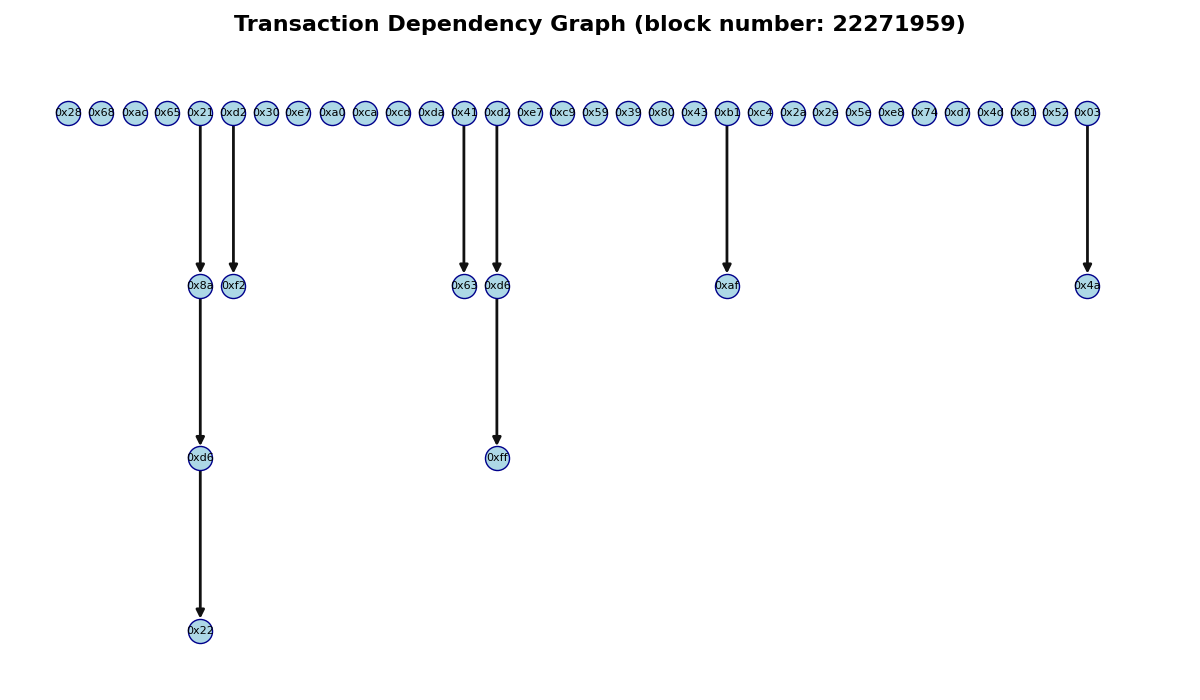 Transaction Dependency Graph (block number: 22271959)
0x28 0x68 0xac 0x65 0x21 0xd2 0x30 0xe7 0xa0 0xca 0xda 0x41 0xd2 0xe7 0xc9 0x59 0x39 0x80 0x43 0xb1 0xc4 0x2a 0x2e 0x5e 0xe8 0x74 0xd7 0x81 0x52 0x03
0x8a 0xf2 0x63 0xd6 0xaf 0x4a
0xd6 0xff
0x22